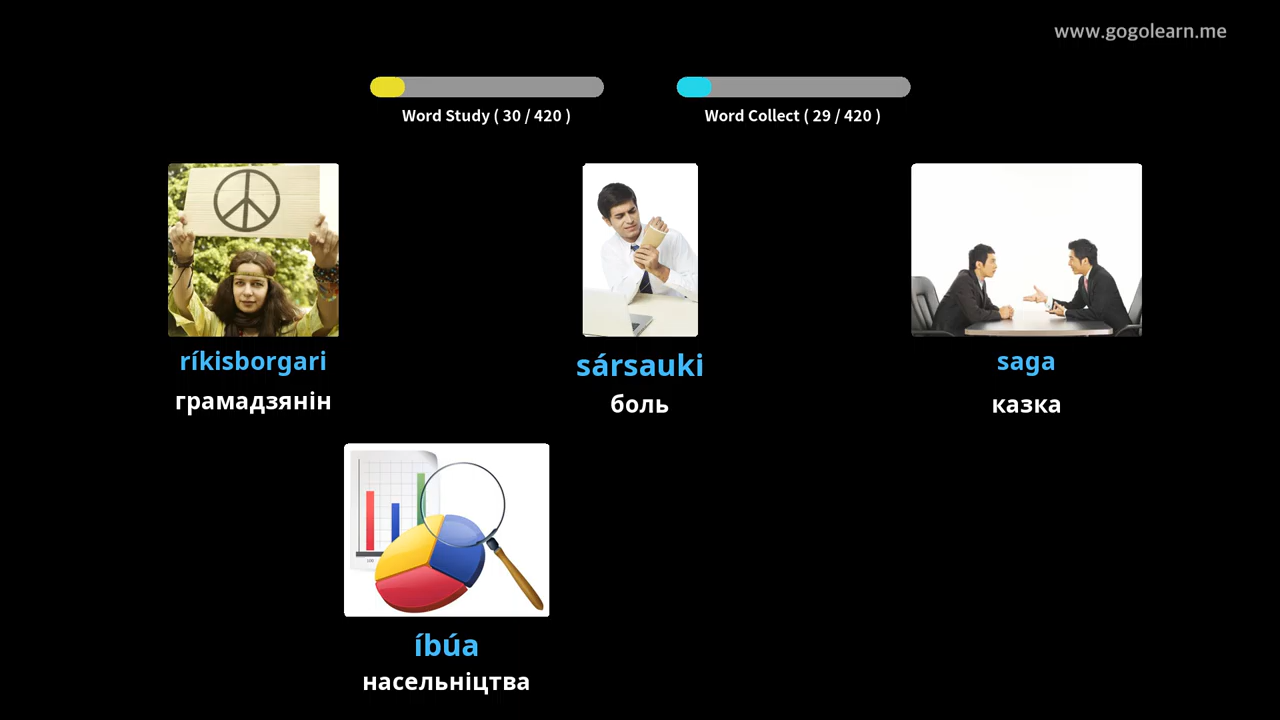 www.gogolearn.me
Word Study ( 30 / 420 )
Word Collect ( 29 / 420 )
ríkisborgari
грамадзянін
sársauki
боль
saga
казка
íbúa
насельніцтва